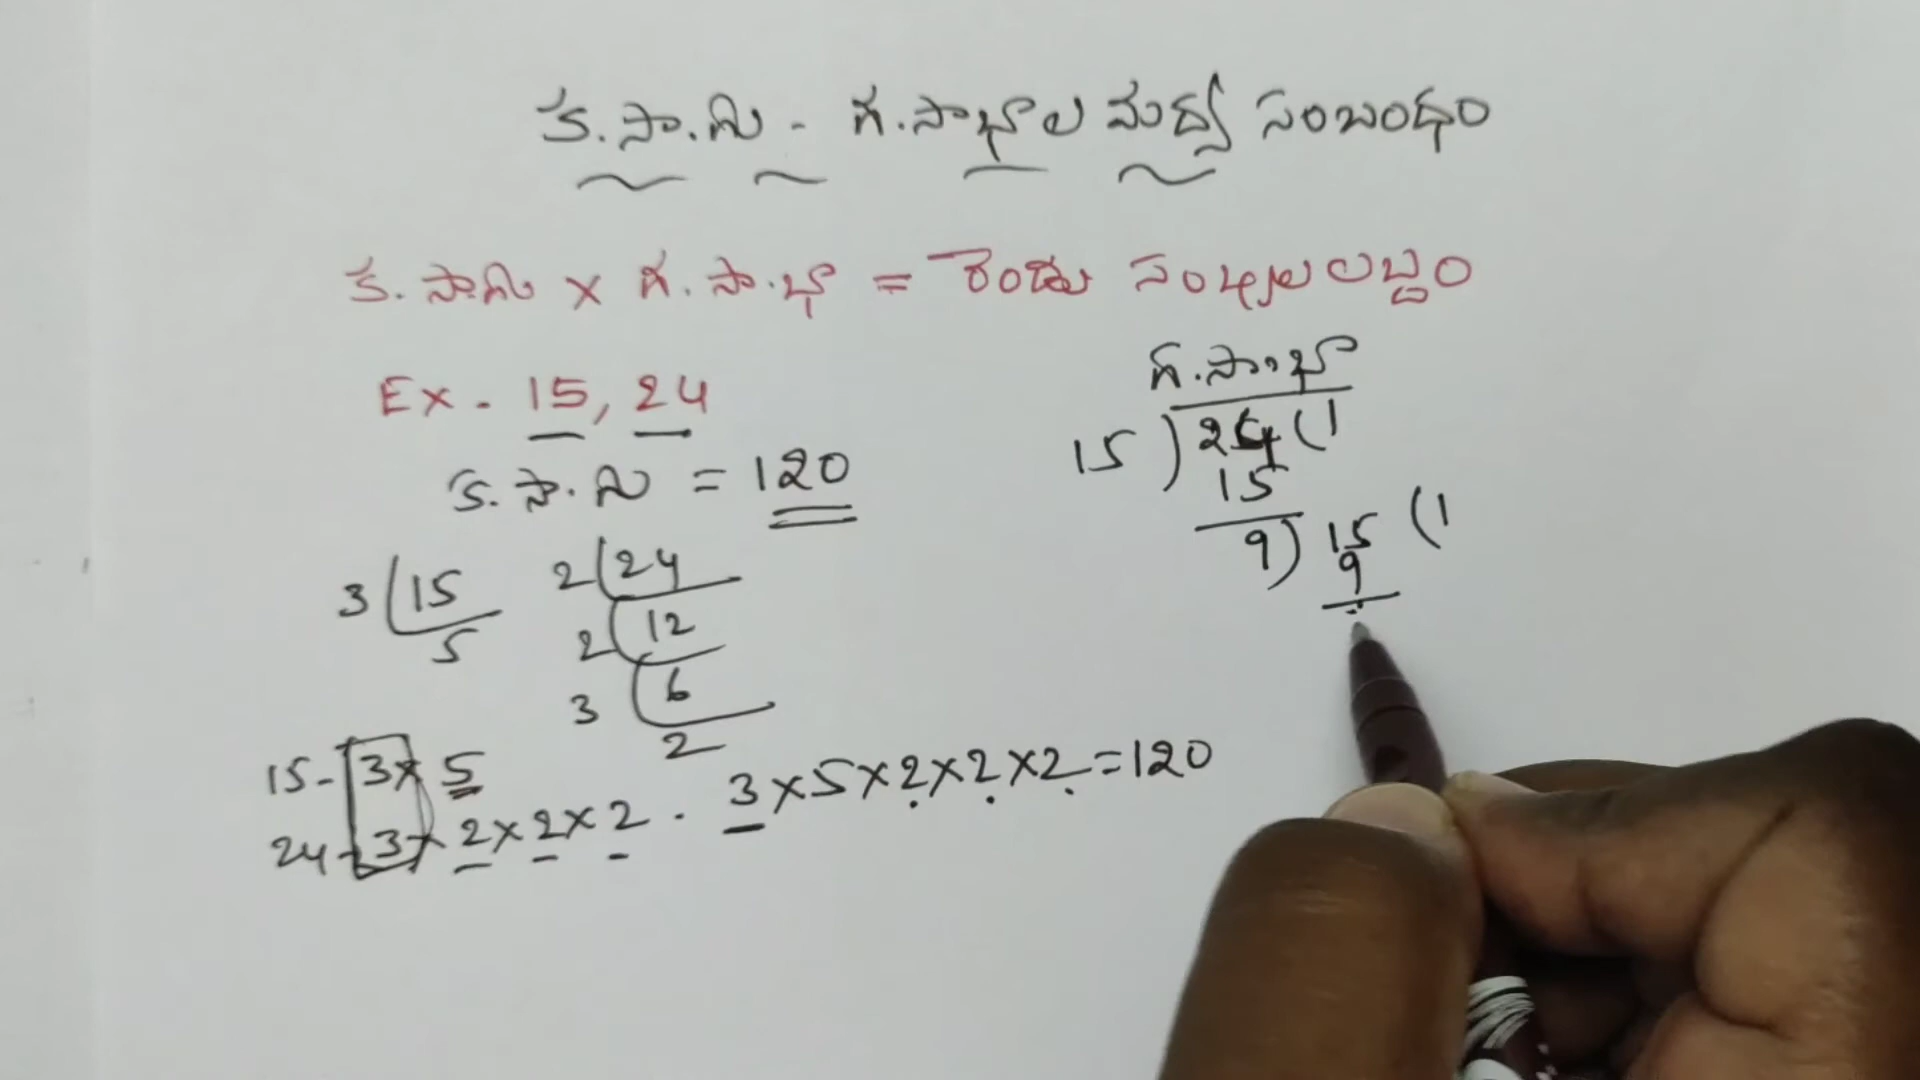 క.సా.గు - గ.సాభాల మధ్య సంబంధం
క.సాగు x గ.సా.భా = రెండు సంఖ్యల లబ్దం
Ex - 15, 24
క.సా.గు = 120
3 15
5
2 24
2 12
3 6
2
15 - 3 x 5
24 - 3 x 2 x 2 x 2 . 3 x 5 x 2 x 2 x 2 = 120
గ.సా.భా
15 ) 24 ( 1
15
9 ) 15 ( 1
9